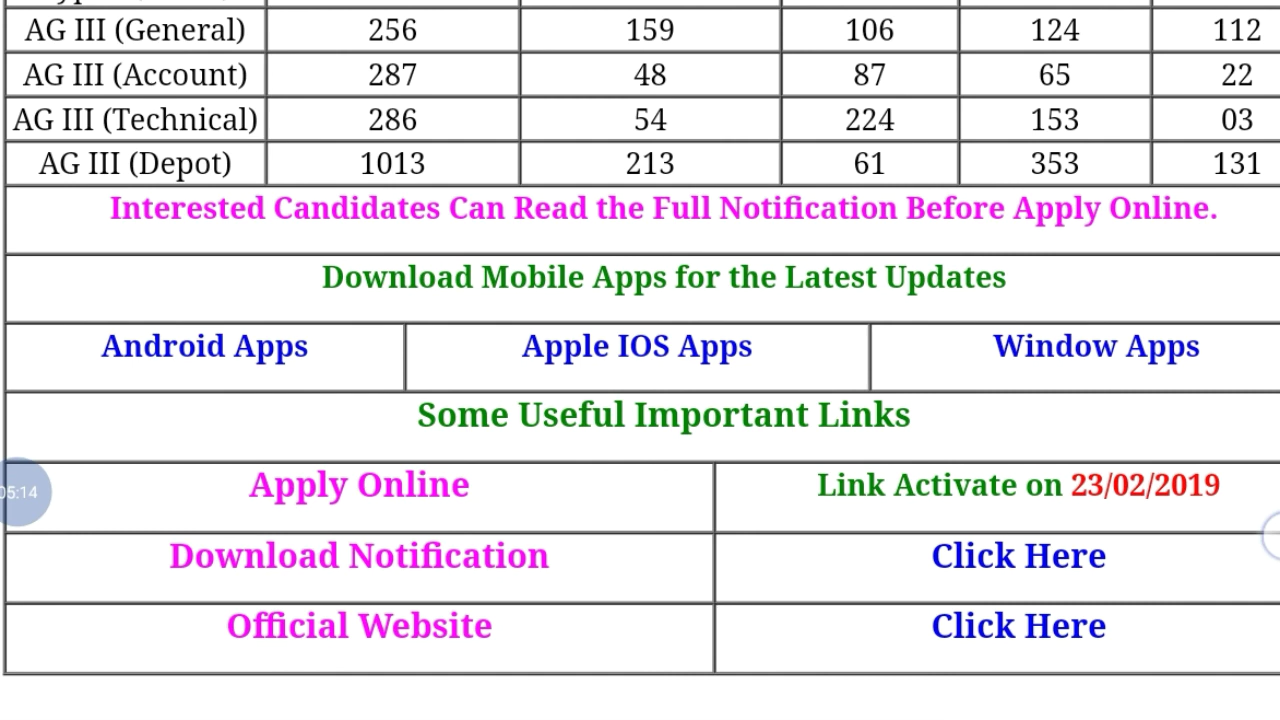 AG III (General) 256 159 106 124 112
AG III (Account) 287 48 87 65 22
AG III (Technical) 286 54 224 153 03
AG III (Depot) 1013 213 61 353 131
Interested Candidates Can Read the Full Notification Before Apply Online.
Download Mobile Apps for the Latest Updates
Android Apps Apple IOS Apps Window Apps
Some Useful Important Links
Apply Online Link Activate on 23/02/2019
05:14
Download Notification Click Here
Official Website Click Here